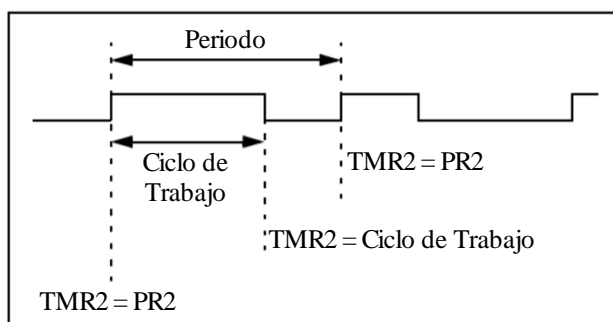 Periodo
Ciclo de
Trabajo
TMR2 = PR2
TMR2 = Ciclo de Trabajo
TMR2 = PR2